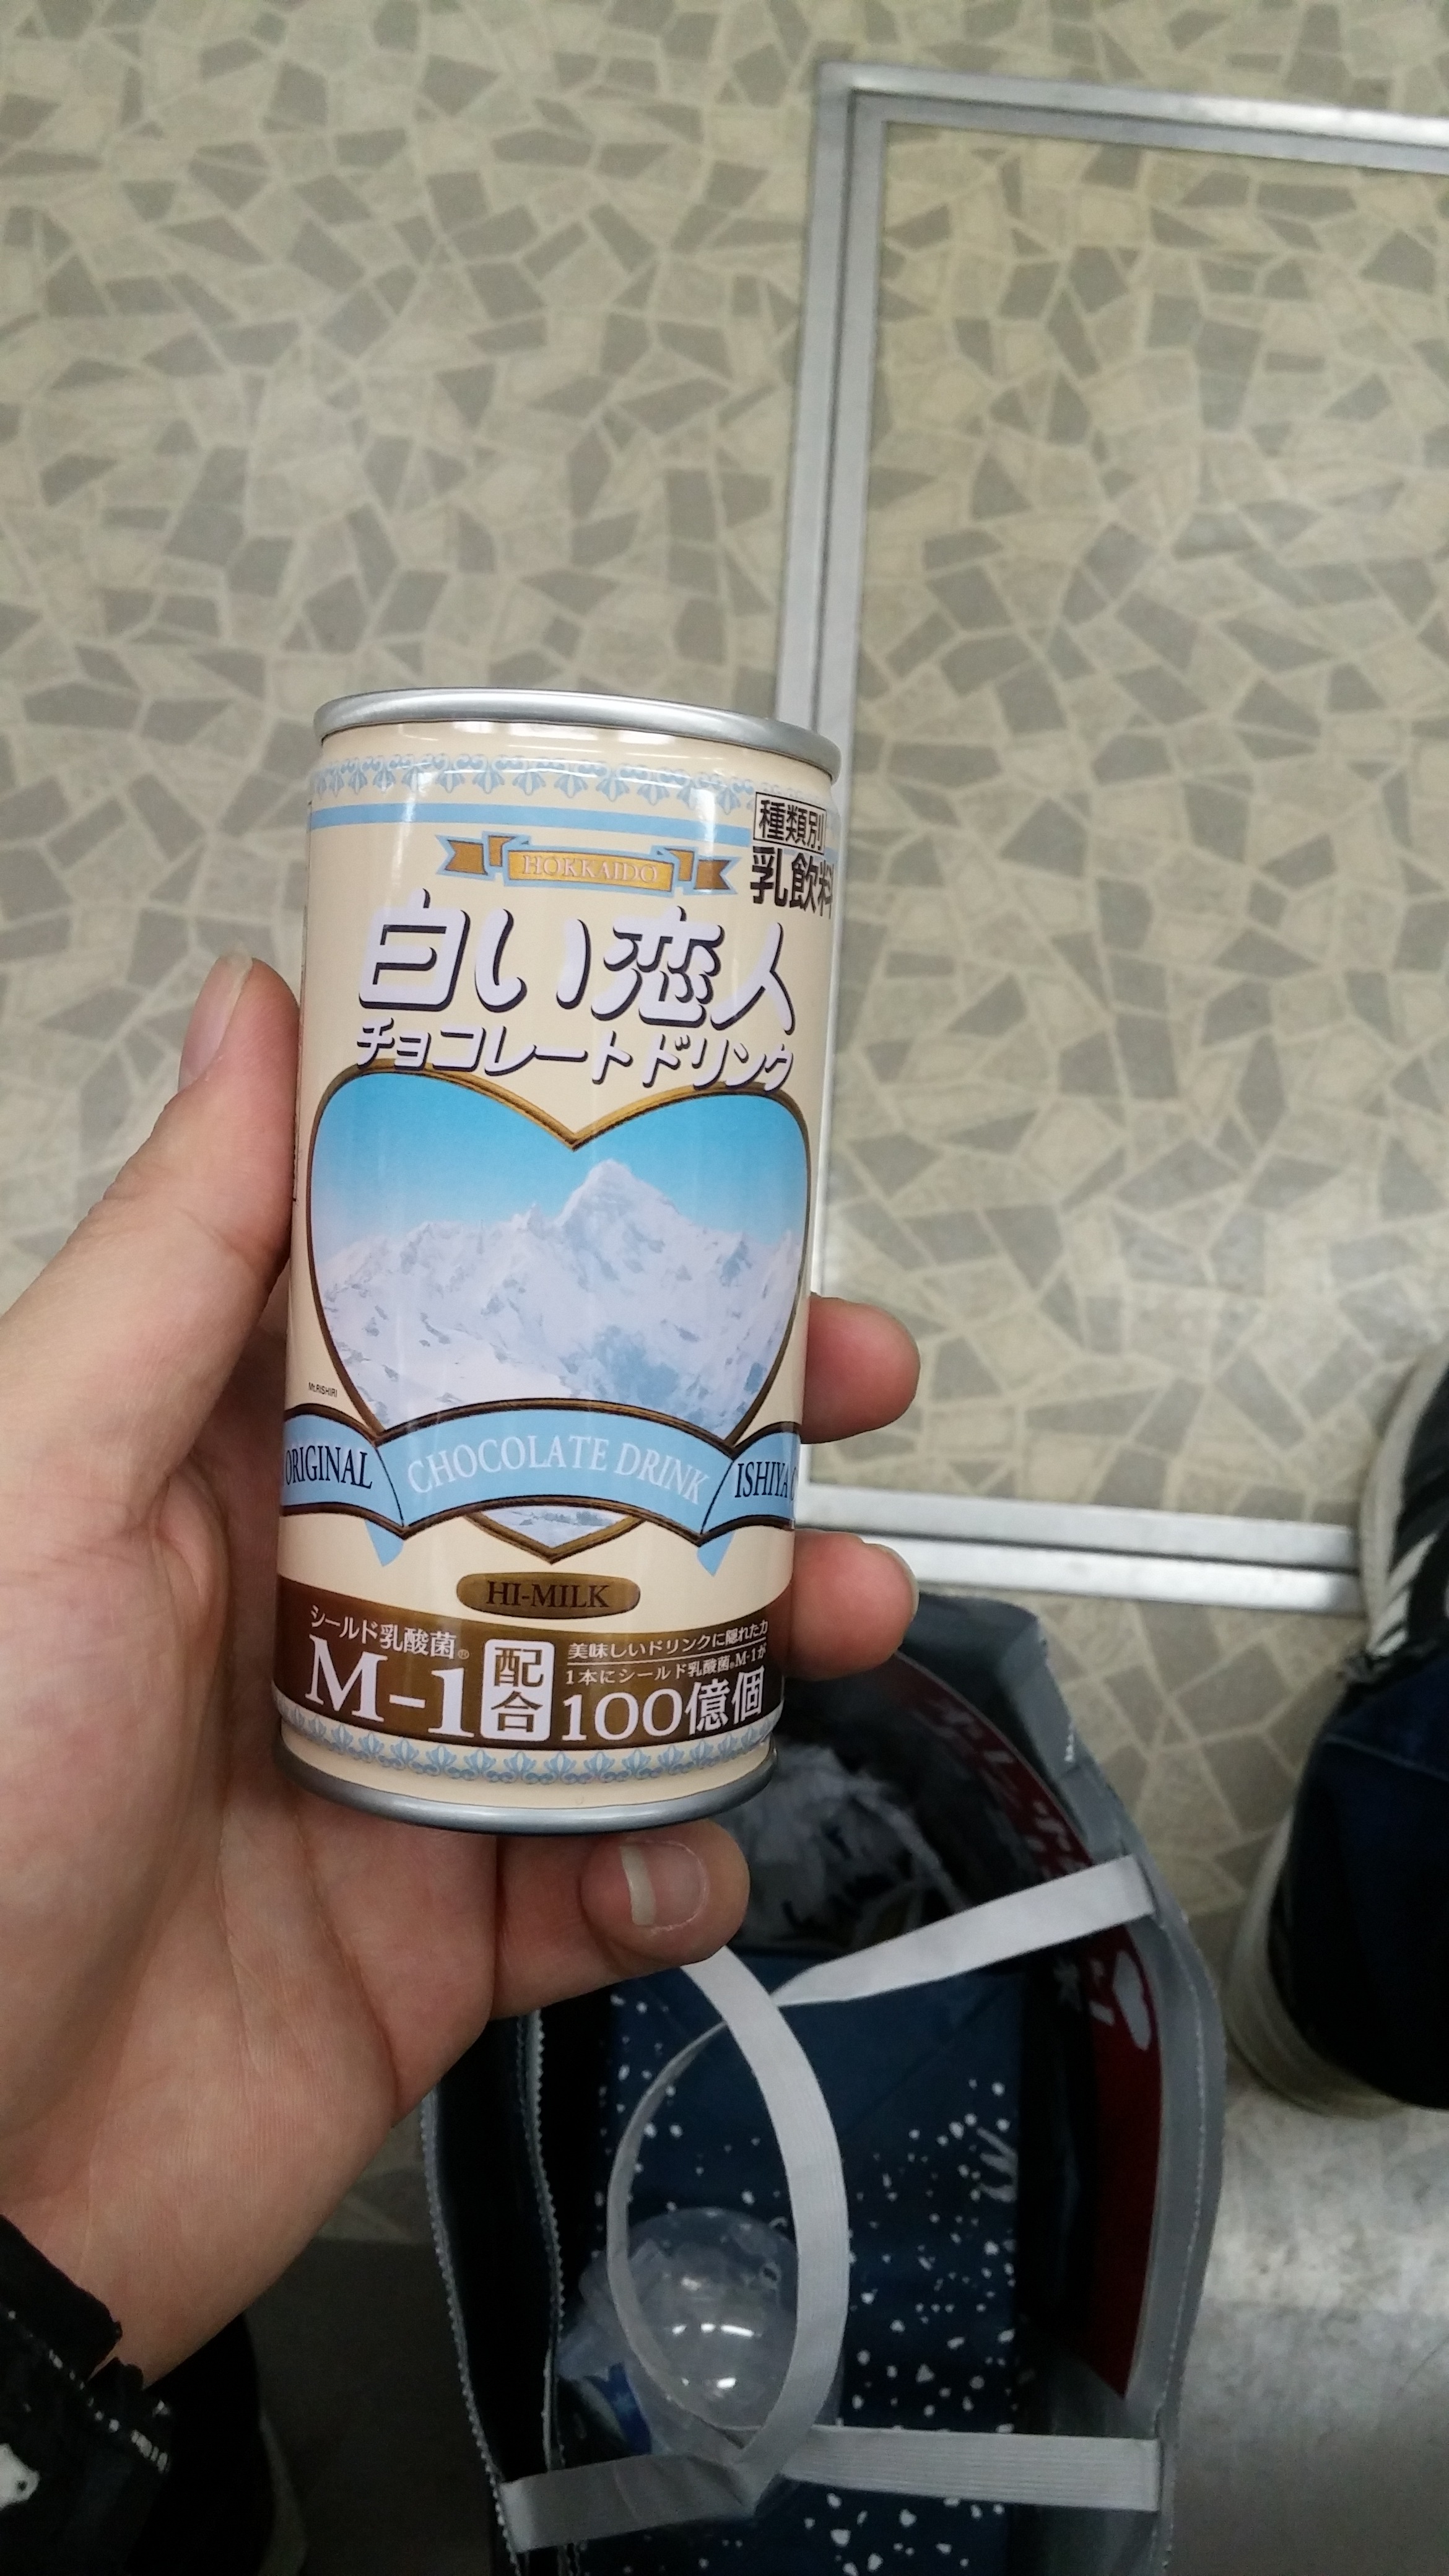 種類別
乳飲料
HOKKAIDO
白い恋人
チョコレートドリンク
Mt.RISHIRI
ORIGINAL
CHOCOLATE DRINK
ISHIYA
HI-MILK
シールド乳酸菌®
M-1
配合
美味しいドリンクに隠れた力
1本にシールド乳酸菌®M-1が
100億個